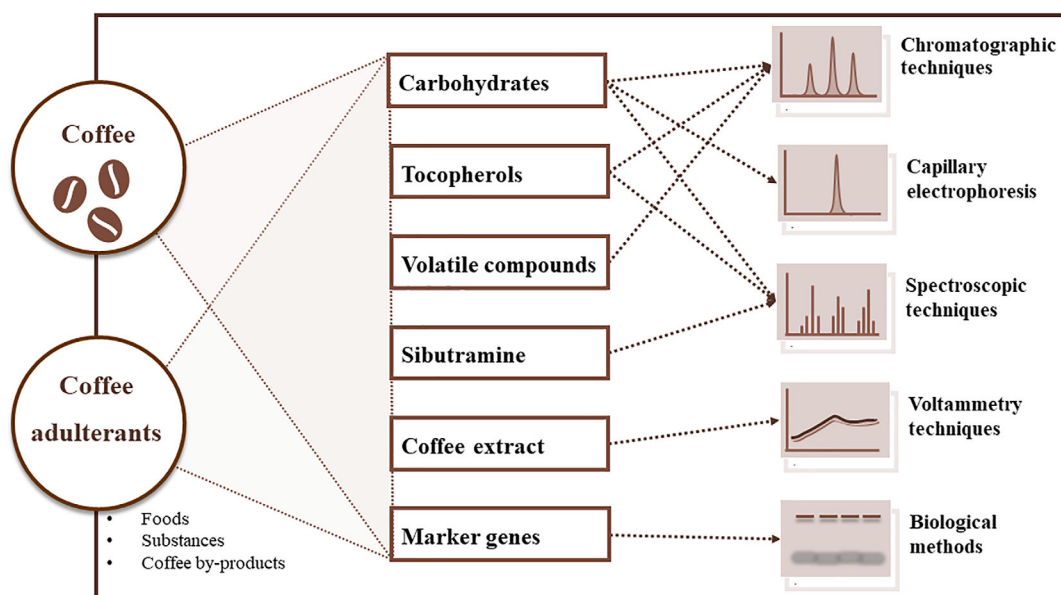 Coffee
Coffee
adulterants
• Foods
• Substances
• Coffee by-products
Carbohydrates
Tocopherols
Volatile compounds
Sibutramine
Coffee extract
Marker genes
Chromatographic
techniques
Capillary
electrophoresis
Spectroscopic
techniques
Voltammetry
techniques
Biological
methods